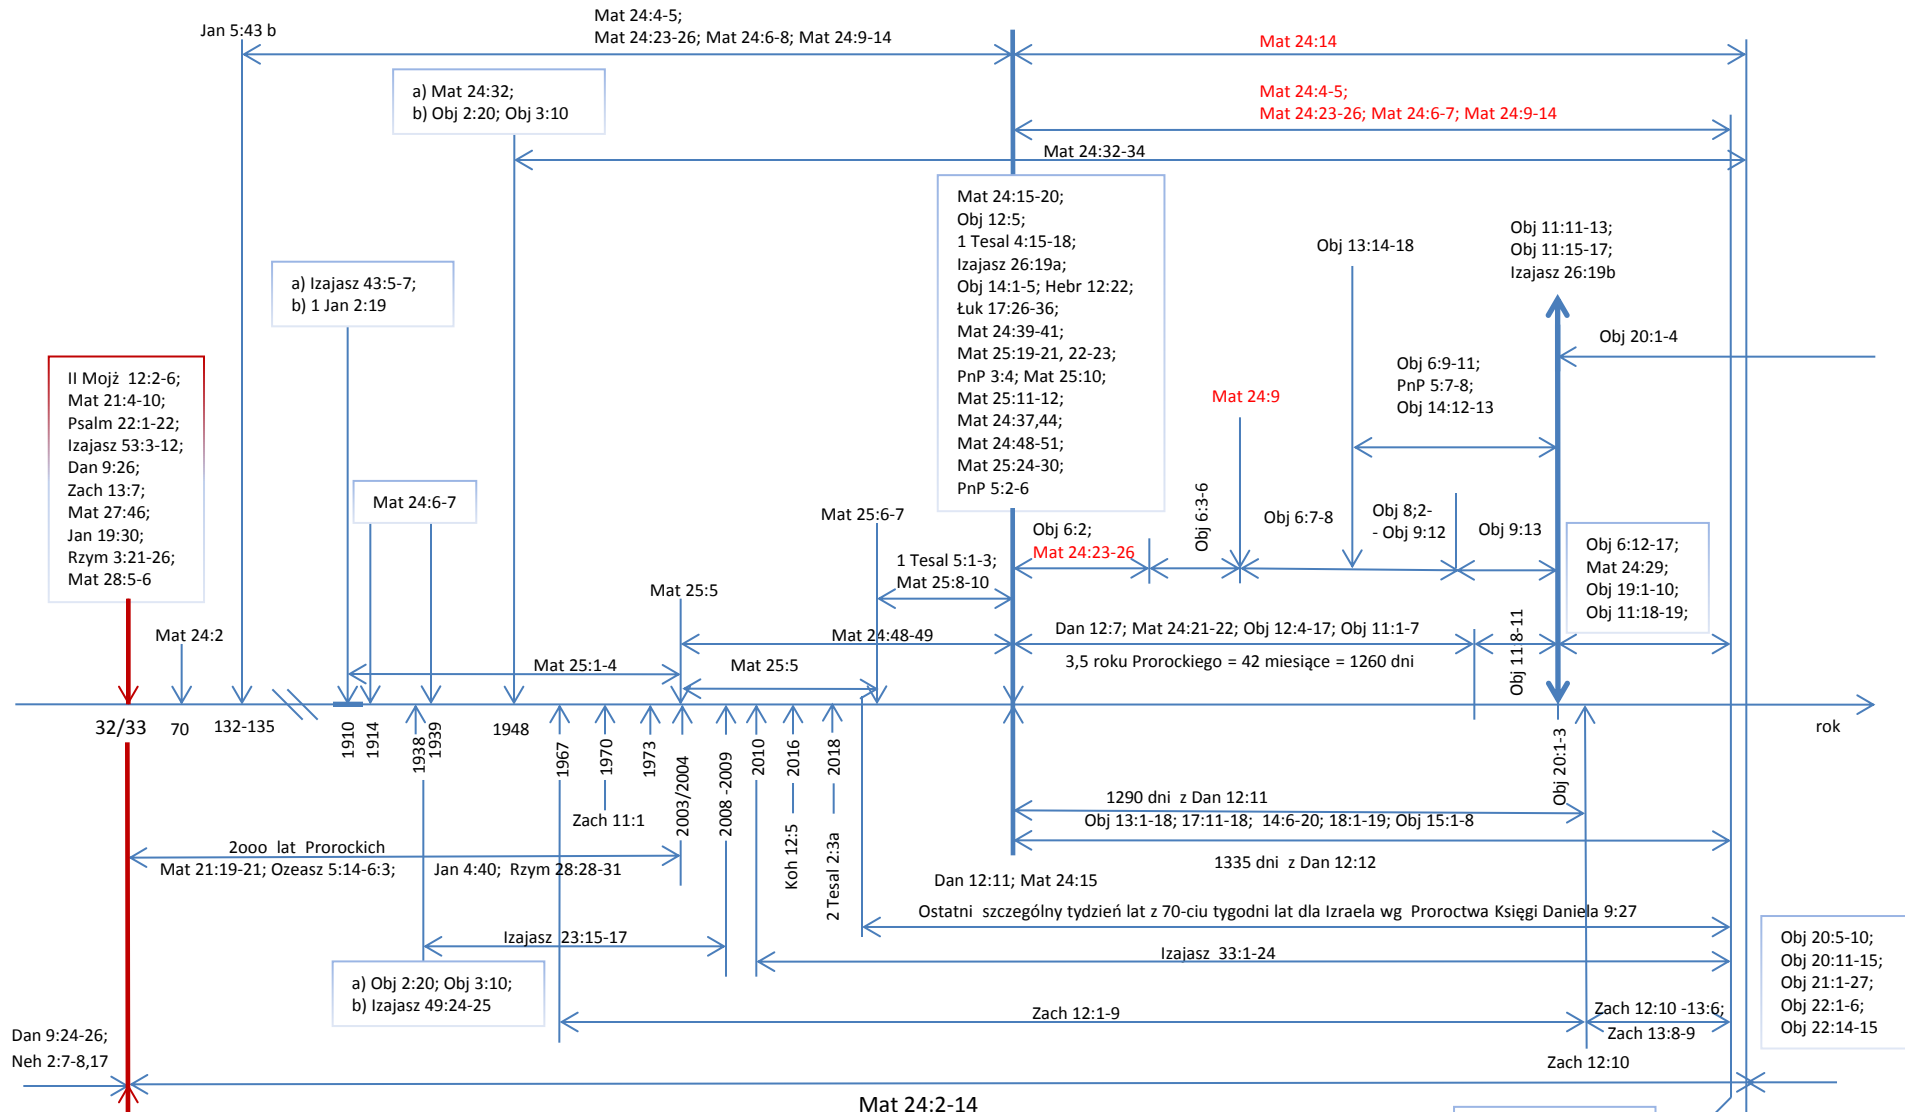 Mat 24:4-5;
Jan 5:43 b
Mat 24:23-26; Mat 24:6-8; Mat 24:9-14
Mat 24:14
a) Mat 24:32;
b) Obj 2:20; Obj 3:10
Mat 24:4-5;
Mat 24:23-26; Mat 24:6-7; Mat 24:9-14
Mat 24:32-34
Mat 24:15-20;
Obj 12:5;
1 Tesal 4:15-18;
Izajasz 26:19a;
Obj 14:1-5; Hebr 12:22;
Łuk 17:26-36;
Mat 24:39-41;
Mat 25:19-21, 22-23;
PnP 3:4; Mat 25:10;
Mat 25:11-12;
Mat 24:37,44;
Mat 24:48-51;
Mat 25:24-30;
PnP 5:2-6
Obj 11:11-13;
Obj 11:15-17;
Izajasz 26:19b
Obj 13:14-18
a) Izajasz 43:5-7;
b) 1 Jan 2:19
Obj 20:1-4
II Mojż 12:2-6;
Mat 21:4-10;
Psalm 22:1-22;
Izajasz 53:3-12;
Dan 9:26;
Zach 13:7;
Mat 27:46;
Jan 19:30;
Rzym 3:21-26;
Mat 28:5-6
Obj 6:9-11;
PnP 5:7-8;
Obj 14:12-13
Mat 24:9
Mat 24:6-7
Mat 25:6-7
Obj 6:2;
Mat 24:23-26
Obj 6:3-6
Obj 6:7-8
Obj 8;2-
- Obj 9:12
Obj 9:13
Obj 6:12-17;
Mat 24:29;
Obj 19:1-10;
Obj 11:18-19;
1 Tesal 5:1-3;
Mat 25:8-10
Mat 25:5
Mat 24:2
Mat 24:48-49
Dan 12:7; Mat 24:21-22; Obj 12:4-17; Obj 11:1-7
Obj 11:8-11
Mat 25:1-4
Mat 25:5
3,5 roku Prorockiego = 42 miesiące = 1260 dni
32/33
70
132-135
1910
1914
1938
1939
1948
1967
1970
1973
2003/2004
2008 -2009
2010
2016
2018
Obj 20:1-3
rok
Zach 11:1
Koh 12:5
2 Tesal 2:3a
1290 dni z Dan 12:11
Obj 13:1-18; 17:11-18; 14:6-20; 18:1-19; Obj 15:1-8
2ooo lat Prorockich
Mat 21:19-21; Ozeasz 5:14-6:3; Jan 4:40; Rzym 28:28-31
1335 dni z Dan 12:12
Dan 12:11; Mat 24:15
Ostatni szczególny tydzień lat z 70-ciu tygodni lat dla Izraela wg Proroctwa Księgi Daniela 9:27
Izajasz 23:15-17
Izajasz 33:1-24
a) Obj 2:20; Obj 3:10;
b) Izajasz 49:24-25
Obj 20:5-10;
Obj 20:11-15;
Obj 21:1-27;
Obj 22:1-6;
Obj 22:14-15
Zach 12:1-9
Zach 12:10 -13:6;
Zach 13:8-9
Dan 9:24-26;
Neh 2:7-8,17
Zach 12:10
Mat 24:2-14